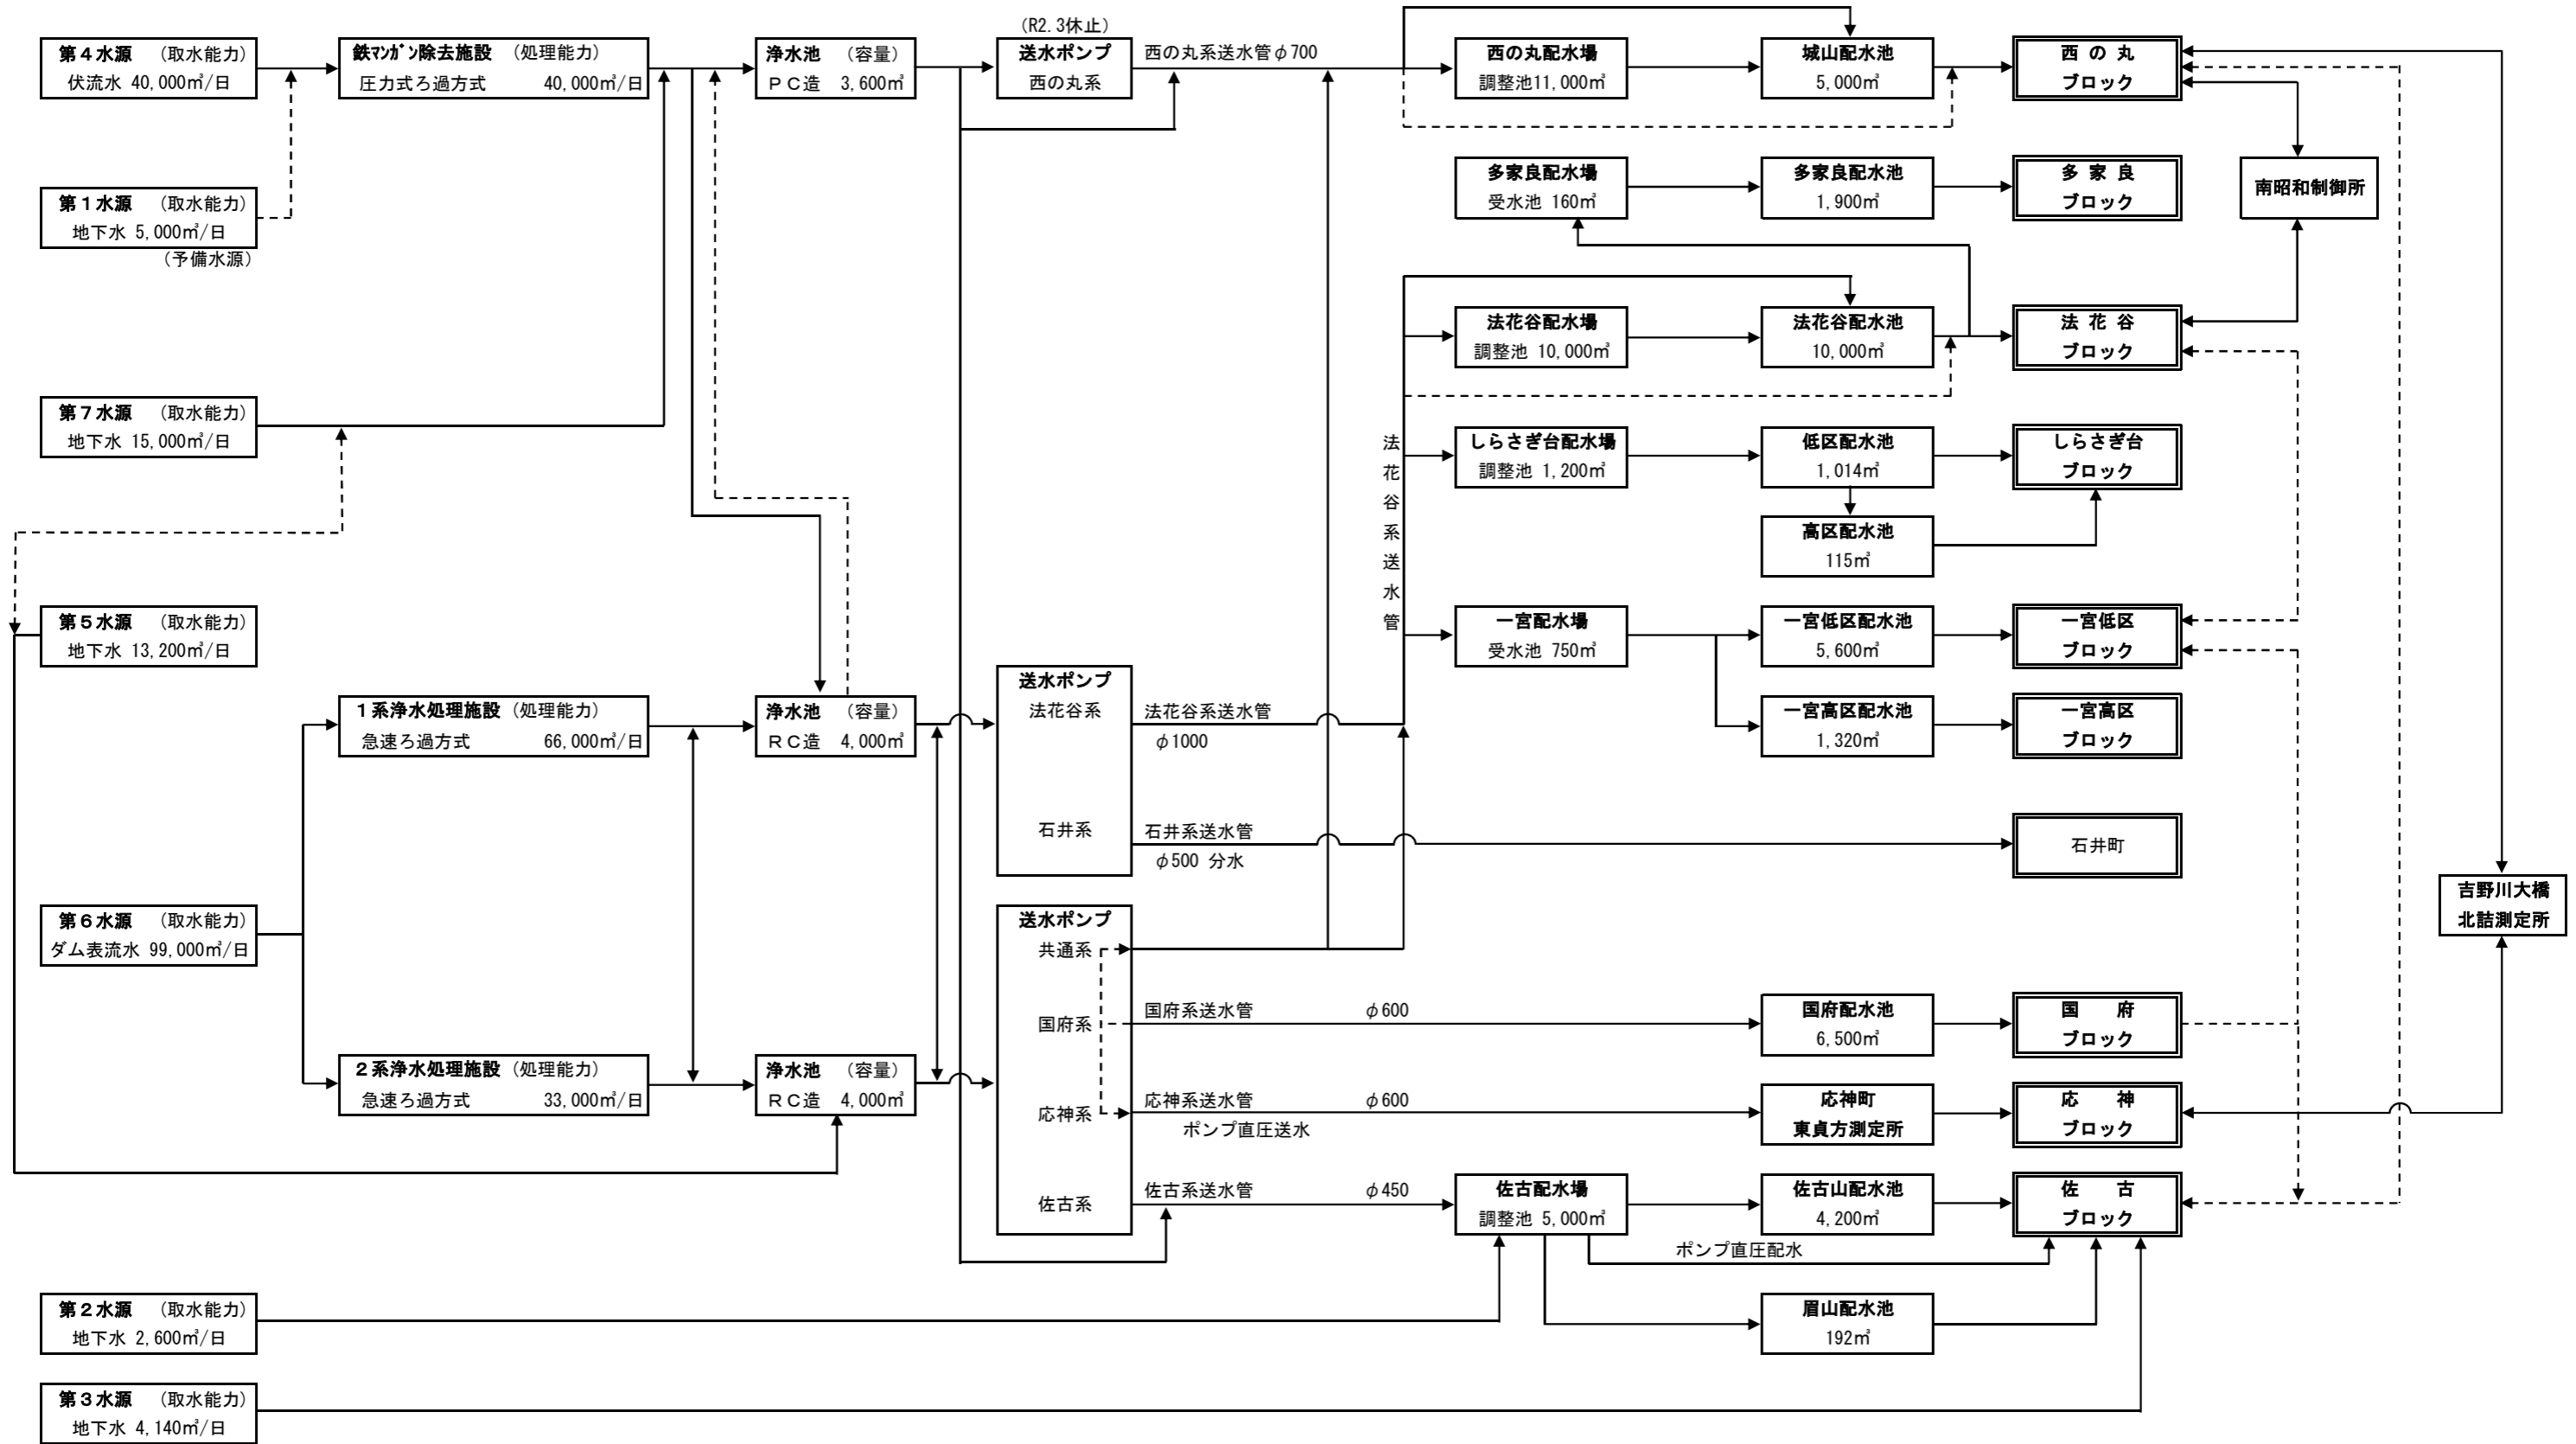 (R2.3休止)
第4水源 (取水能力)
伏流水 40,000㎥/日
鉄マンガン除去施設 (処理能力)
圧力式ろ過方式 40,000㎥/日
浄水池 (容量)
PC造 3,600㎥
送水ポンプ
西の丸系
西の丸系送水管φ700
西の丸配水場
調整池11,000㎥
城山配水池
5,000㎥
西の丸
ブロック
第1水源 (取水能力)
地下水 5,000㎥/日
(予備水源)
多家良配水場
受水池 160㎥
多家良配水池
1,900㎥
多家良
ブロック
南昭和制御所
法花谷配水場
調整池 10,000㎥
法花谷配水池
10,000㎥
法花谷
ブロック
第7水源 (取水能力)
地下水 15,000㎥/日
法花谷系送水管
しらさぎ台配水場
調整池 1,200㎥
低区配水池
1,014㎥
しらさぎ台
ブロック
高区配水池
115㎥
第5水源 (取水能力)
地下水 13,200㎥/日
一宮配水場
受水池 750㎥
一宮低区配水池
5,600㎥
一宮低区
ブロック
1系浄水処理施設 (処理能力)
急速ろ過方式 66,000㎥/日
浄水池 (容量)
RC造 4,000㎥
送水ポンプ
法花谷系
法花谷系送水管
φ1000
一宮高区配水池
1,320㎥
一宮高区
ブロック
石井系
石井系送水管
φ500 分水
石井町
第6水源 (取水能力)
ダム表流水 99,000㎥/日
送水ポンプ
共通系
吉野川大橋
北詰測定所
国府系
国府系送水管 φ600
国府配水池
6,500㎥
国府
ブロック
2系浄水処理施設 (処理能力)
急速ろ過方式 33,000㎥/日
浄水池 (容量)
RC造 4,000㎥
応神系
応神系送水管 φ600
ポンプ直圧送水
応神町
東貞方測定所
応神
ブロック
佐古系
佐古系送水管 φ450
佐古配水場
調整池 5,000㎥
佐古山配水池
4,200㎥
佐古
ブロック
ポンプ直圧配水
第2水源 (取水能力)
地下水 2,600㎥/日
眉山配水池
192㎥
第3水源 (取水能力)
地下水 4,140㎥/日